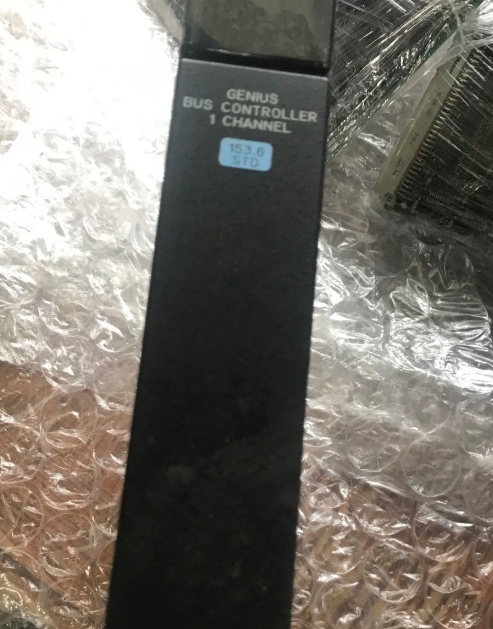 GENIUS
BUS CONTROLLER
1 CHANNEL
153.6
STD